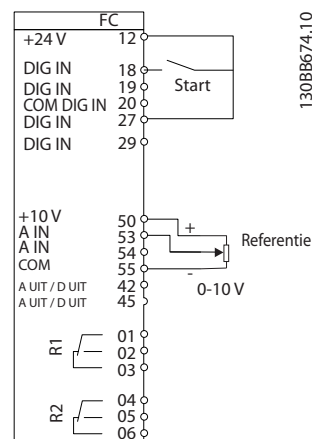 FC
+24 V 12
DIG IN 18
DIG IN 19
COM DIG IN 20
DIG IN 27
DIG IN 29
Start
+10 V 50
A IN 53
A IN 54
COM 55
A UIT / D UIT 42
A UIT / D UIT 45
+
-
Referentie
0-10 V
R1
01
02
03
R2
04
05
06
130BB674.10